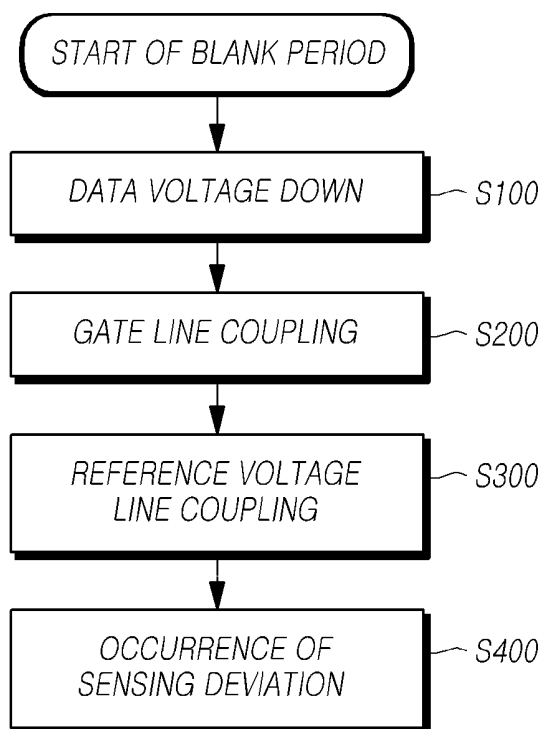 START OF BLANK PERIOD
DATA VOLTAGE DOWN
S100
GATE LINE COUPLING
S200
REFERENCE VOLTAGE
LINE COUPLING
S300
OCCURRENCE OF
SENSING DEVIATION
S400